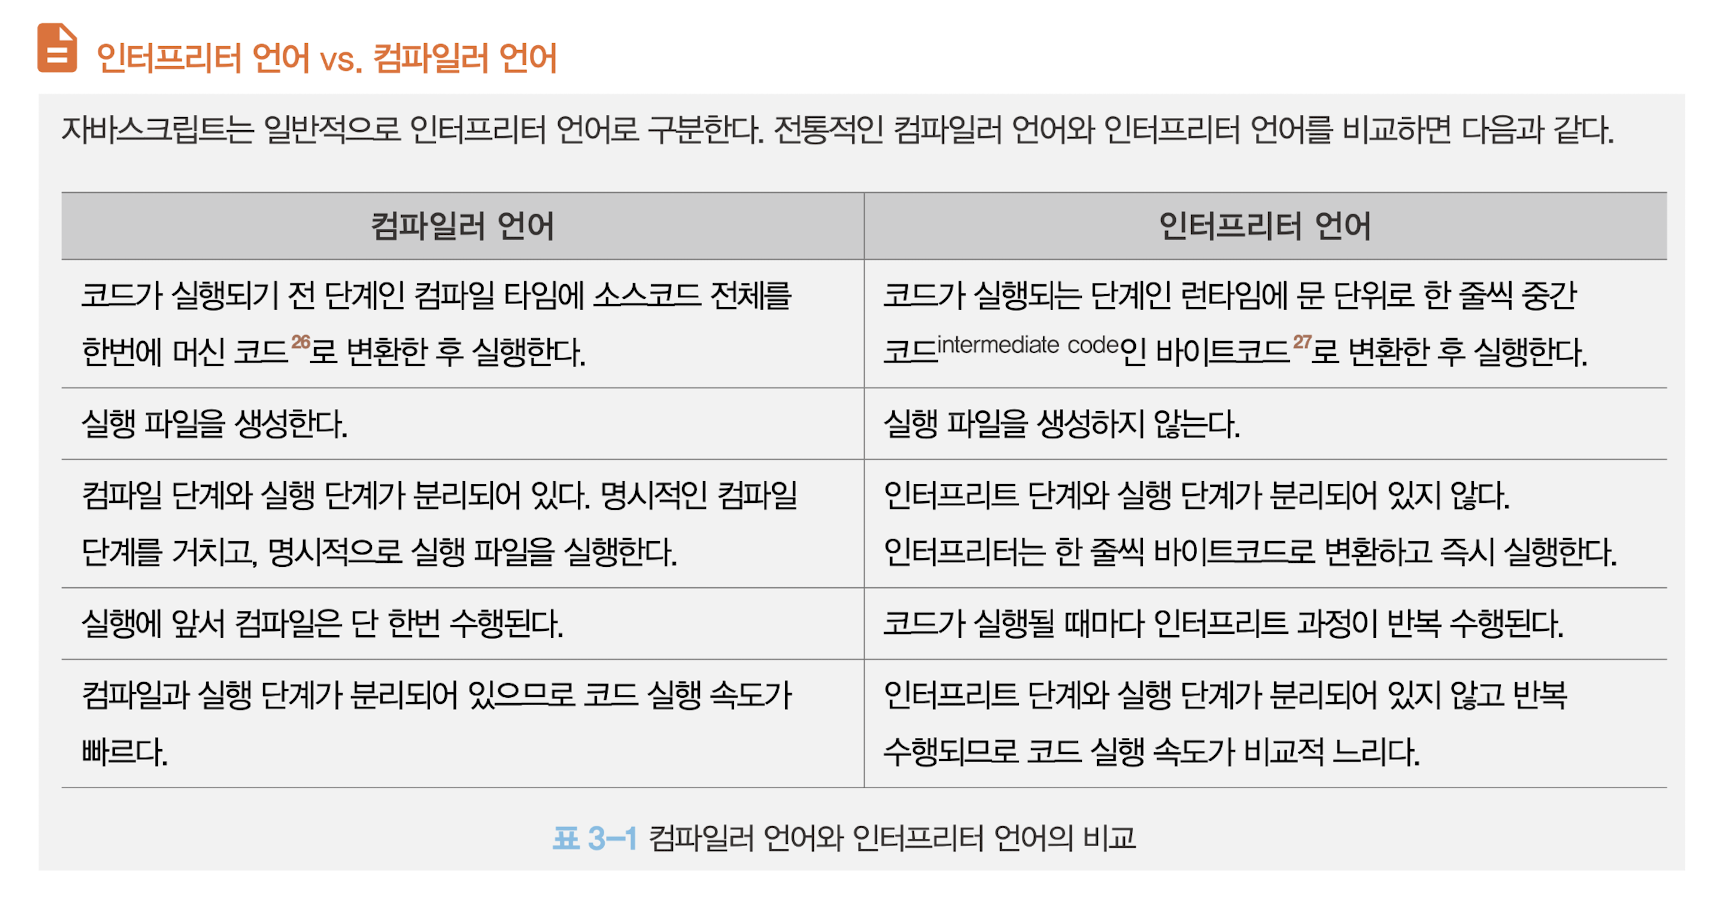 인터프리터 언어 vs. 컴파일러 언어
자바스크립트는 일반적으로 인터프리터 언어로 구분한다. 전통적인 컴파일러 언어와 인터프리터 언어를 비교하면 다음과 같다.
컴파일러 언어
인터프리터 언어
코드가 실행되기 전 단계인 컴파일 타임에 소스코드 전체를
한번에 머신 코드26로 변환한 후 실행한다.
코드가 실행되는 단계인 런타임에 문 단위로 한 줄씩 중간
코드intermediate code인 바이트코드27로 변환한 후 실행한다.
실행 파일을 생성한다.
실행 파일을 생성하지 않는다.
컴파일 단계와 실행 단계가 분리되어 있다. 명시적인 컴파일
단계를 거치고, 명시적으로 실행 파일을 실행한다.
인터프리트 단계와 실행 단계가 분리되어 있지 않다.
인터프리터는 한 줄씩 바이트코드로 변환하고 즉시 실행한다.
실행에 앞서 컴파일은 단 한번 수행된다.
코드가 실행될 때마다 인터프리트 과정이 반복 수행된다.
컴파일과 실행 단계가 분리되어 있으므로 코드 실행 속도가
빠르다.
인터프리트 단계와 실행 단계가 분리되어 있지 않고 반복
수행되므로 코드 실행 속도가 비교적 느리다.
표 3-1 컴파일러 언어와 인터프리터 언어의 비교